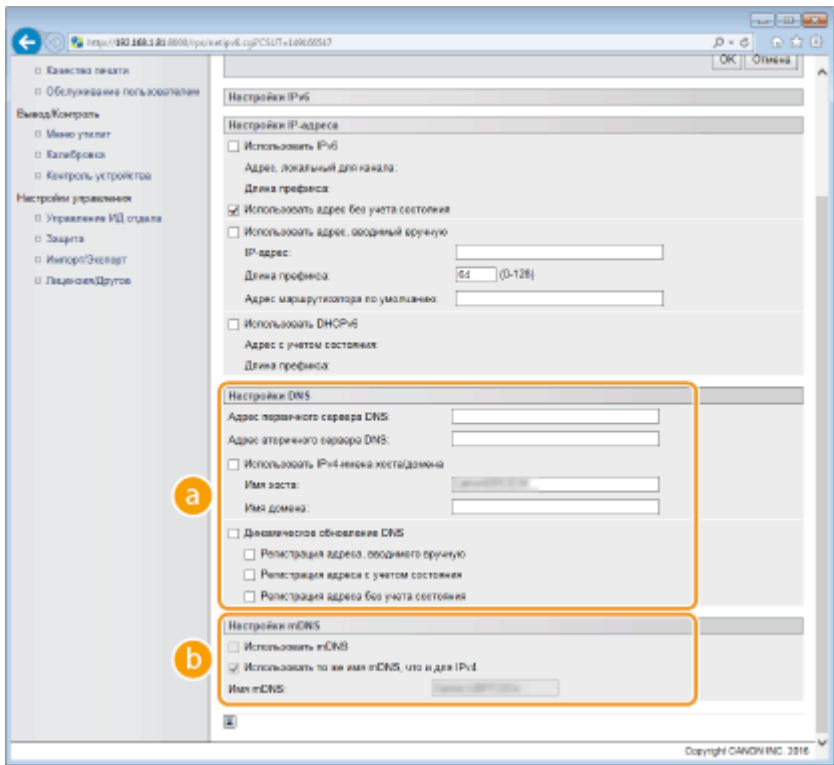 OK Отмена
Качество печати
Обслуживание пользователем
Вывод/Контроль
Меню утилит
Калибровка
Контроль устройства
Настройки управления
Управление ИД отдела
Защита
Импорт/Экспорт
Лицензия/Другое
Настройки IPv6
Настройки IP-адреса
Использовать IPv6
Адрес, локальный для канала:
Длина префикса:
Использовать адрес без учета состояния
Использовать адрес, вводимый вручную
IP-адрес:
Длина префикса: 64 (0-128)
Адрес маршрутизатора по умолчанию:
Использовать DHCPv6
Адрес с учетом состояния:
Длина префикса:
a
Настройки DNS
Адрес первичного сервера DNS:
Адрес вторичного сервера DNS:
Использовать IPv4-имена хоста/домена
Имя хоста:
Имя домена:
Динамическое обновление DNS
Регистрация адреса, вводимого вручную
Регистрация адреса с учетом состояния
Регистрация адреса без учета состояния
b
Настройки mDNS
Использовать mDNS
Использовать то же имя mDNS, что и для IPv4
Имя mDNS:
Copyright CANON INC. 2016